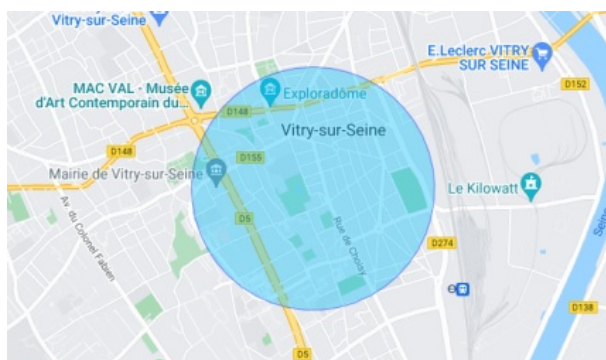 Vitry-sur-Seine
E.Leclerc VITRY
SUR SEINE
D152
MAC VAL - Musée
d'Art Contemporain du...
Exploradôme
D148
Vitry-sur-Seine
D148
D155
Mairie de Vitry-sur-Seine
Le Kilowatt
Av. du Colonel Fabien
D5
Rue de Choisy
D274
Sein
D138
D5